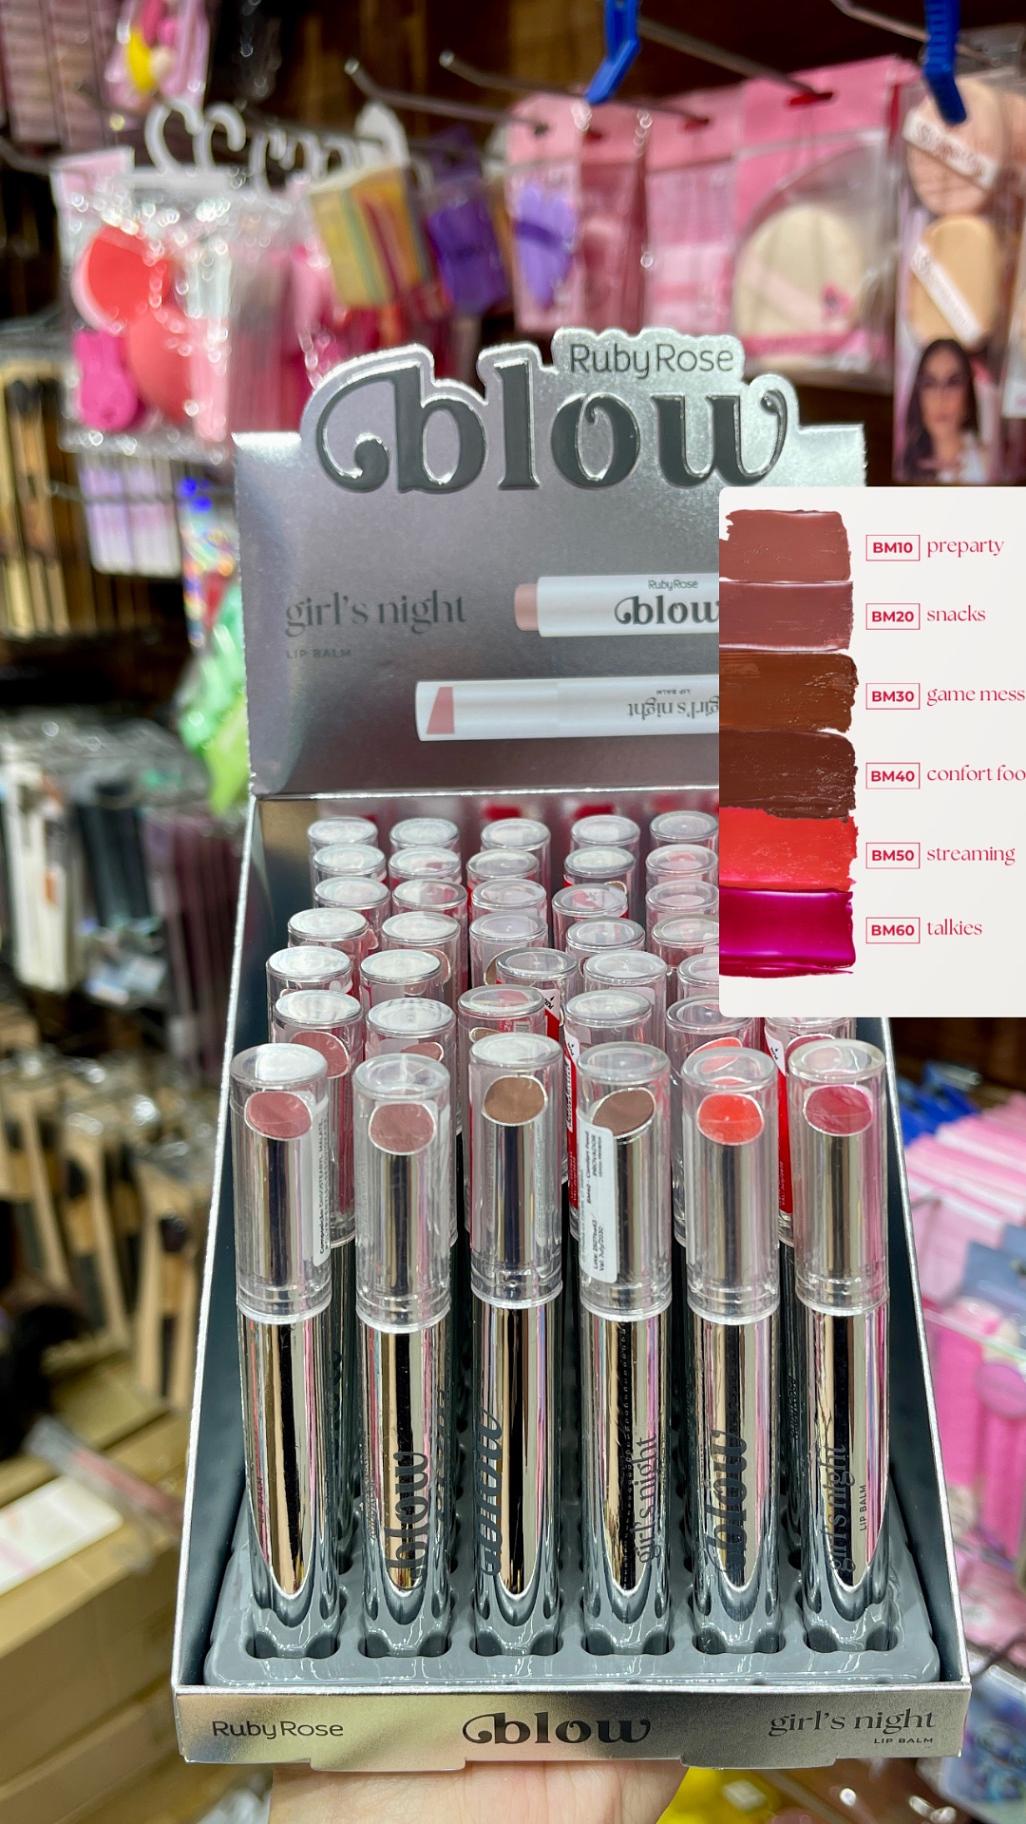 RubyRose
blow
girl's night
LIP BALM
RubyRose
blow
girl's night
LIP BALM
BM10 preparty
BM20 snacks
BM30 game mess
BM40 confort foo
BM50 streaming
BM60 talkies
blow
blow
girl's night
blow
girl's night
LIP BALM
RubyRose
blow
girl's night
LIP BALM